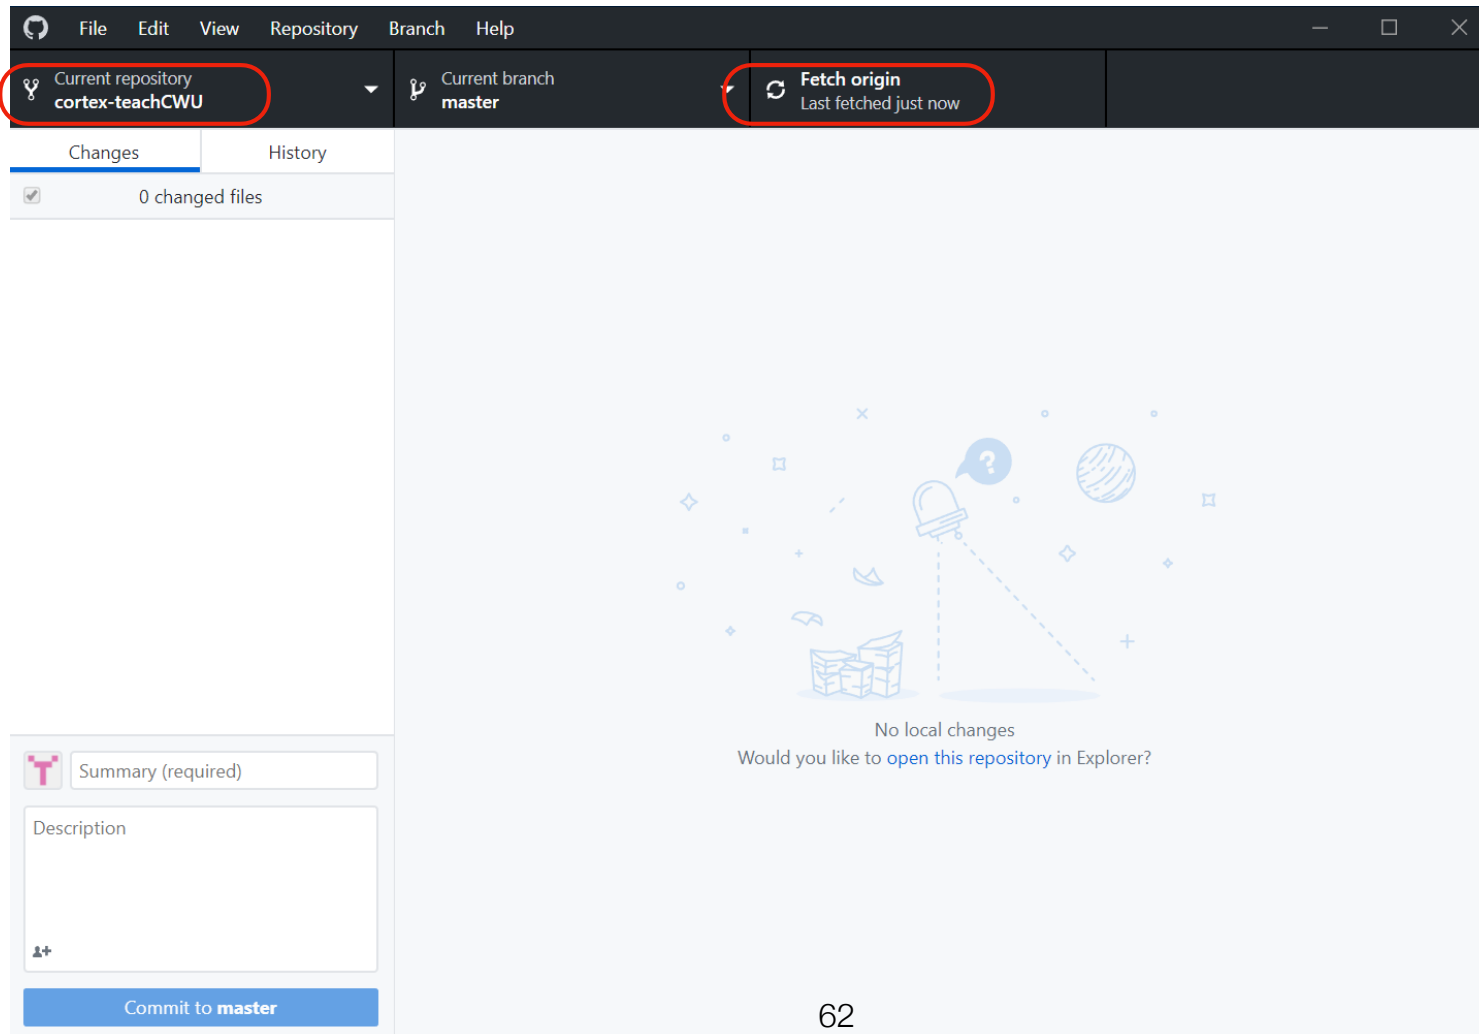 File Edit View Repository Branch Help
Current repository
cortex-teachCWU
Current branch
master
Fetch origin
Last fetched just now
Changes History
0 changed files
?
No local changes
Would you like to open this repository in Explorer?
Summary (required)
Description
Commit to master
62